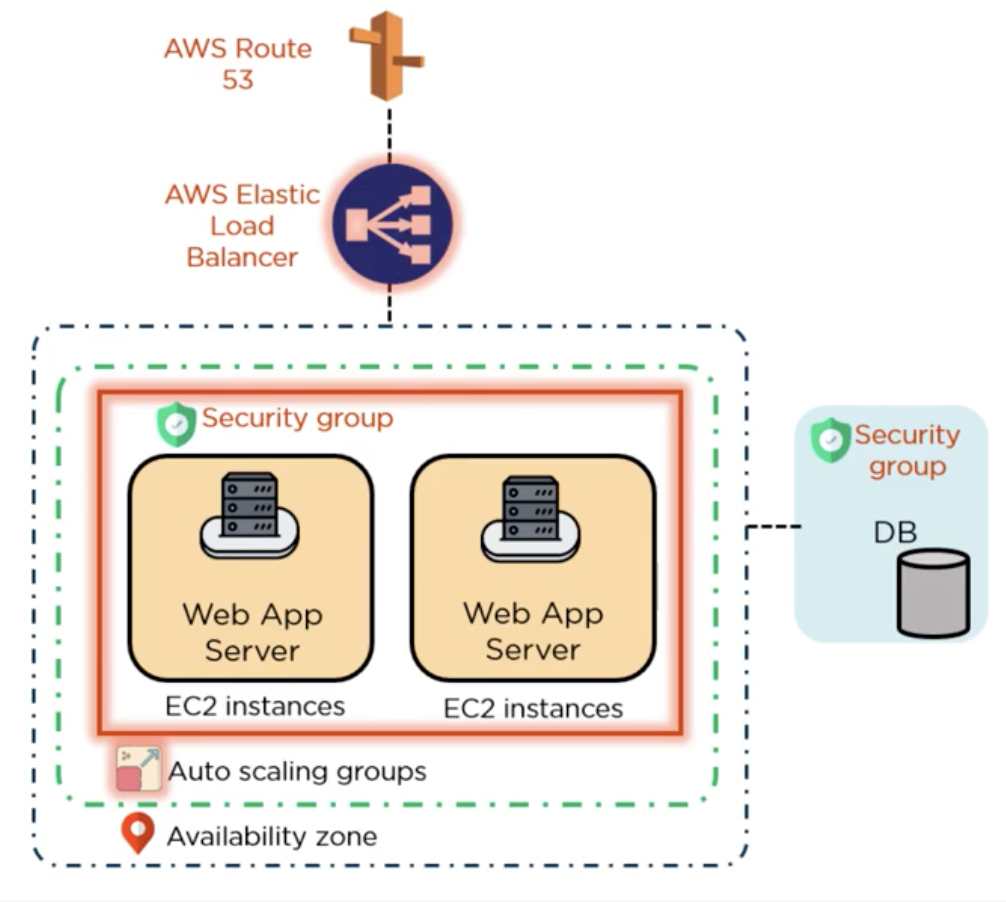 AWS Route
53
AWS Elastic
Load
Balancer
Security group
Web App
Server
EC2 instances
Web App
Server
EC2 instances
Auto scaling groups
Availability zone
Security
group
DB